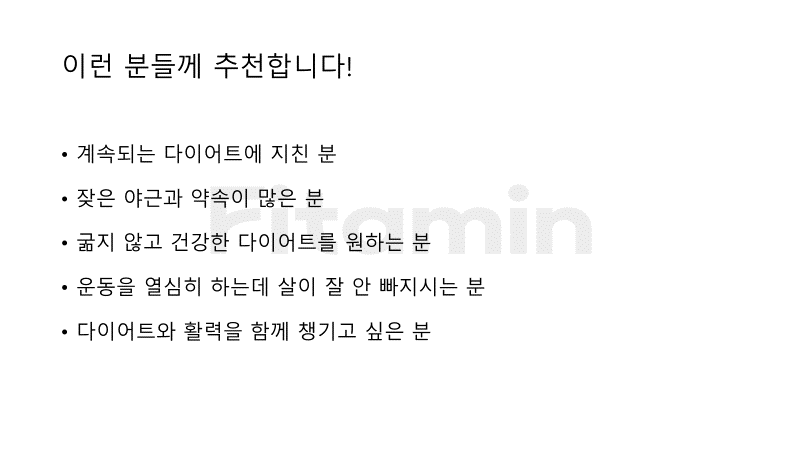 이런 분들께 추천합니다!
• 계속되는 다이어트에 지친 분
• 잦은 야근과 약속이 많은 분
Fitamin
• 굶지 않고 건강한 다이어트를 원하는 분
• 운동을 열심히 하는데 살이 잘 안 빠지시는 분
• 다이어트와 활력을 함께 챙기고 싶은 분